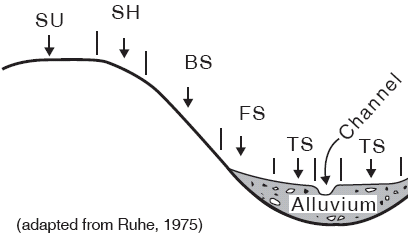 SU
SH
BS
FS
TS
Channel
TS
Alluvium
(adapted from Ruhe, 1975)